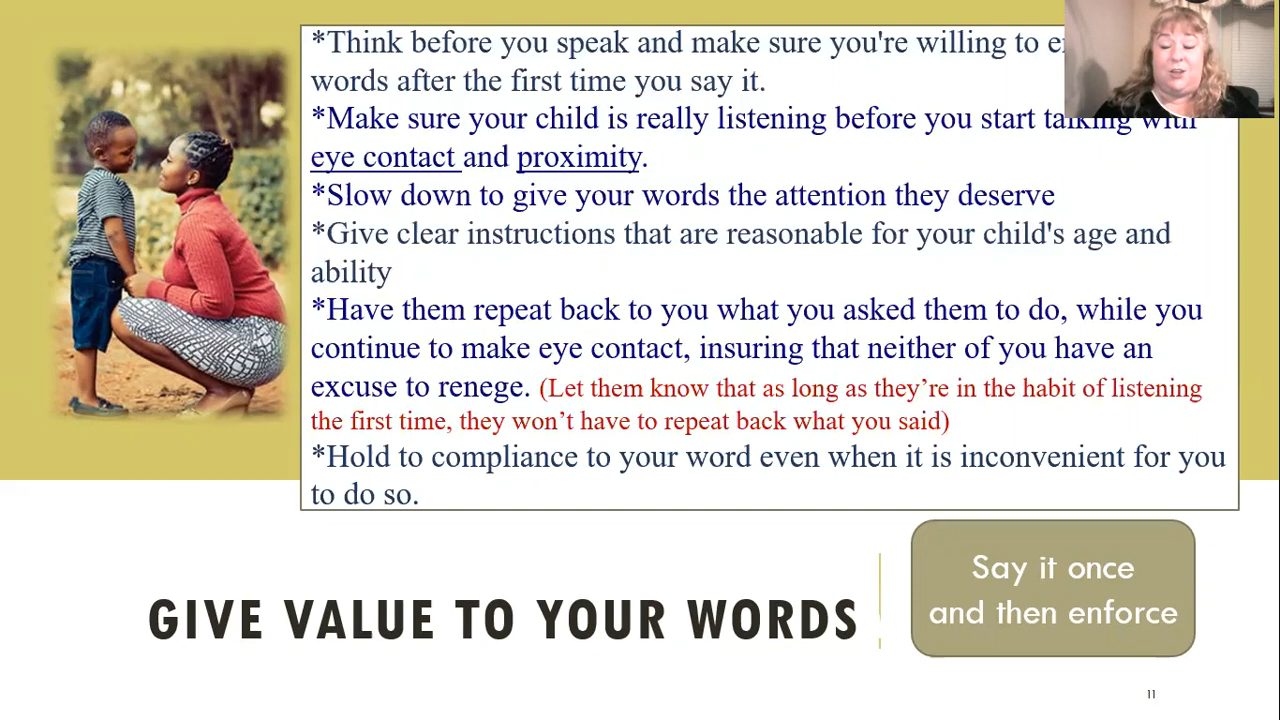 *Think before you speak and make sure you're willing to
words after the first time you say it.
*Make sure your child is really listening before you start talking with
eye contact and proximity.
*Slow down to give your words the attention they deserve
*Give clear instructions that are reasonable for your child's age and
ability
*Have them repeat back to you what you asked them to do, while you
continue to make eye contact, insuring that neither of you have an
excuse to renege. (Let them know that as long as they’re in the habit of listening
the first time, they won’t have to repeat back what you said)
*Hold to compliance to your word even when it is inconvenient for you
to do so.
Say it once
and then enforce
GIVE VALUE TO YOUR WORDS
11